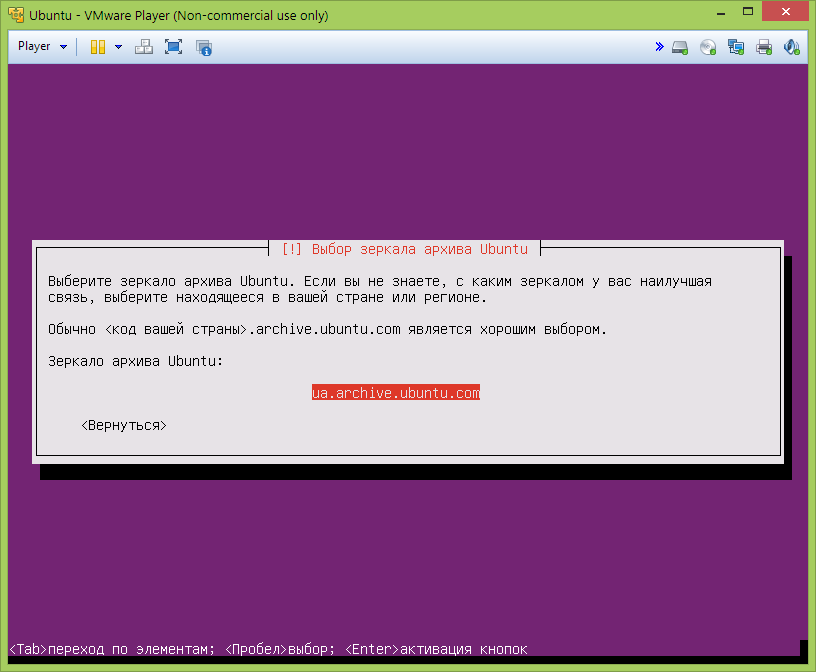 Ubuntu - VMware Player (Non-commercial use only)
Player
[!] Выбор зеркала архива Ubuntu
Выберите зеркало архива Ubuntu. Если вы не знаете, с каким зеркалом у вас наилучшая
связь, выберите находящееся в вашей стране или регионе.
Обычно <код вашей страны>.archive.ubuntu.com является хорошим выбором.
Зеркало архива Ubuntu:
ua.archive.ubuntu.com
<Вернуться>
<Tab>переход по элементам; <Пробел>выбор; <Enter>активация кнопок